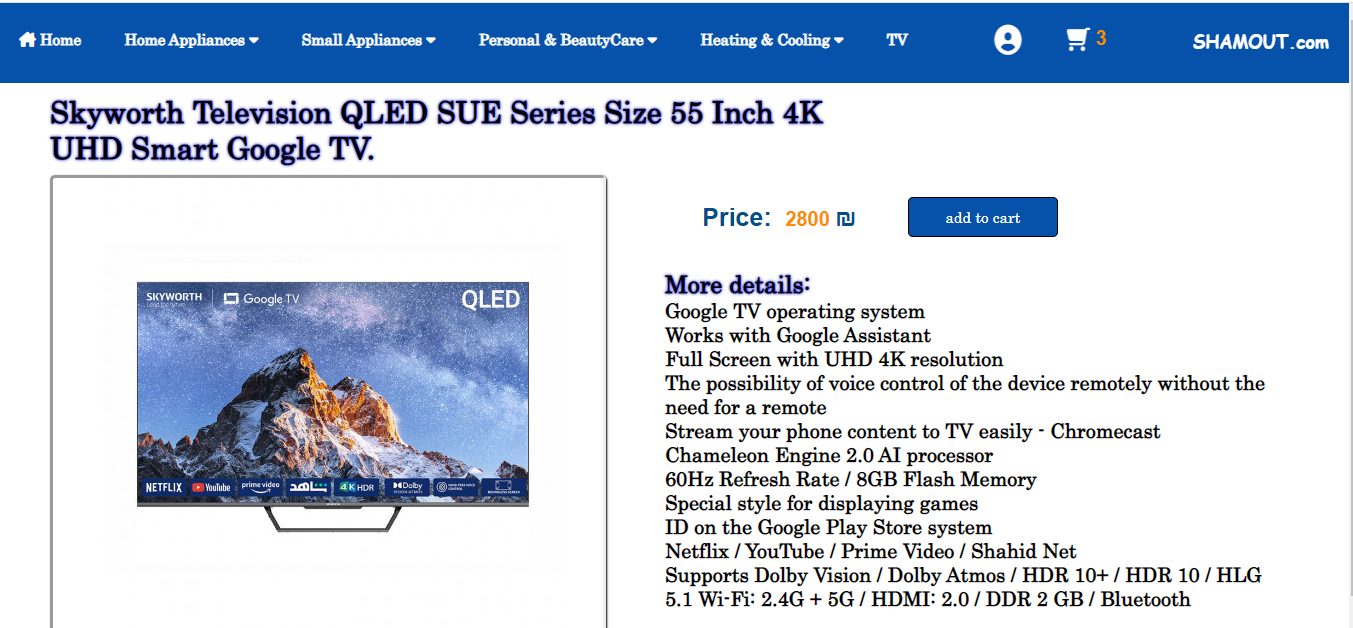 Home
Home Appliances
Small Appliances
Personal & BeautyCare
Heating & Cooling
TV
3
SHAMOUT.com
Skyworth Television QLED SUE Series Size 55 Inch 4K
UHD Smart Google TV.
SKYWORTH
Google TV
QLED
NETFLIX
YouTube
prime video
شاهد
4K HDR
Dolby
VISION·ATMOS
Price: 2800 ₪
add to cart
More details:
Google TV operating system
Works with Google Assistant
Full Screen with UHD 4K resolution
The possibility of voice control of the device remotely without the
need for a remote
Stream your phone content to TV easily - Chromecast
Chameleon Engine 2.0 AI processor
60Hz Refresh Rate / 8GB Flash Memory
Special style for displaying games
ID on the Google Play Store system
Netflix / YouTube / Prime Video / Shahid Net
Supports Dolby Vision / Dolby Atmos / HDR 10+ / HDR 10 / HLG
5.1 Wi-Fi: 2.4G + 5G / HDMI: 2.0 / DDR 2 GB / Bluetooth